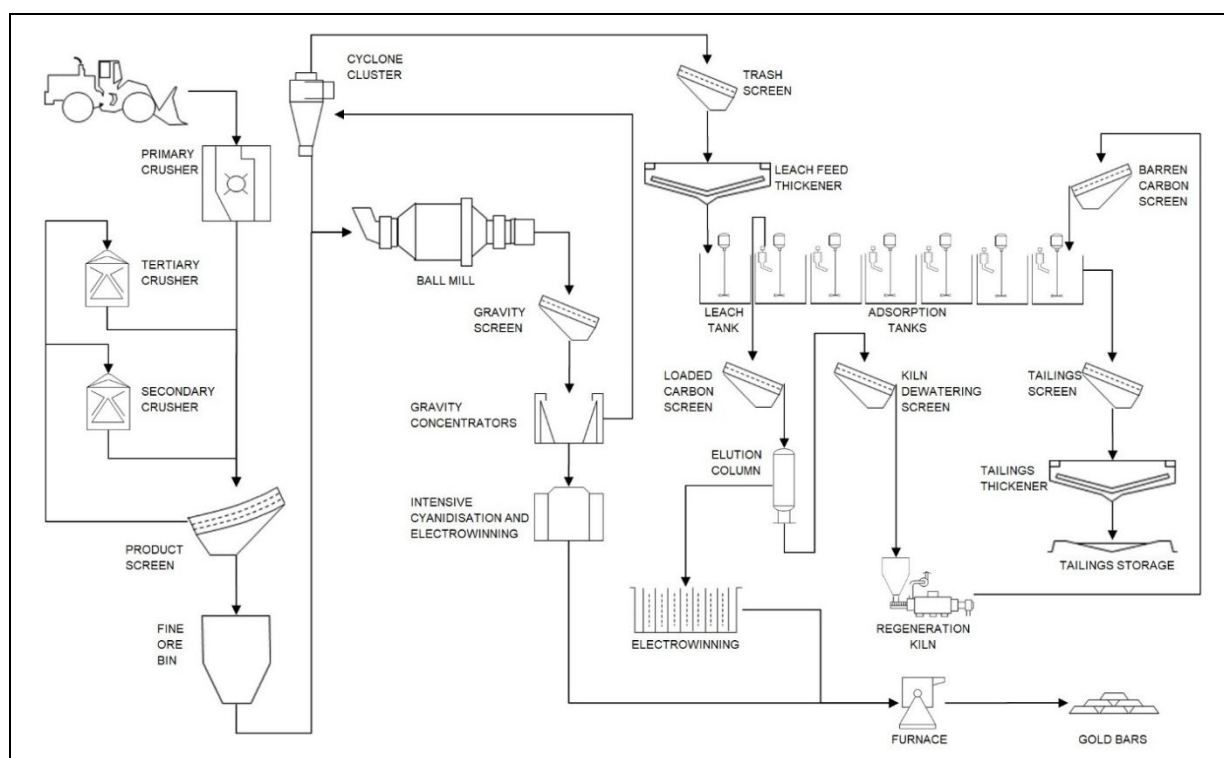 CYCLONE
CLUSTER
TRASH
SCREEN
PRIMARY
CRUSHER
LEACH FEED
THICKENER
BARREN
CARBON
SCREEN
TERTIARY
CRUSHER
BALL MILL
GRAVITY
SCREEN
LEACH
TANK
ADSORPTION
TANKS
SECONDARY
CRUSHER
LOADED
CARBON
SCREEN
KILN
DEWATERING
SCREEN
TAILINGS
SCREEN
GRAVITY
CONCENTRATORS
ELUTION
COLUMN
TAILINGS
THICKENER
INTENSIVE
CYANIDISATION AND
ELECTROWINNING
PRODUCT
SCREEN
TAILINGS STORAGE
FINE
ORE
BIN
ELECTROWINNING
REGENERATION
KILN
FURNACE
GOLD BARS